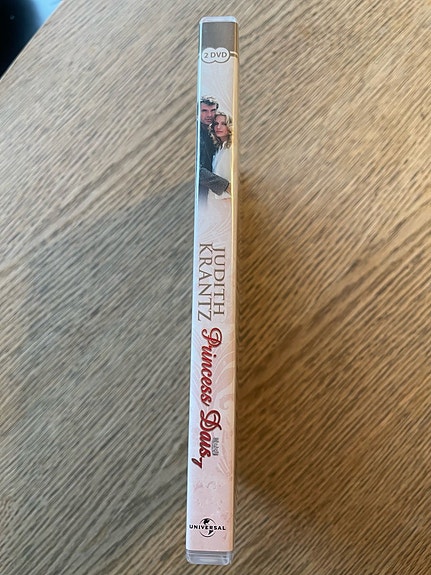 2 DVD
JUDITH
KRANTZ
Princess Daisy
UNIVERSAL